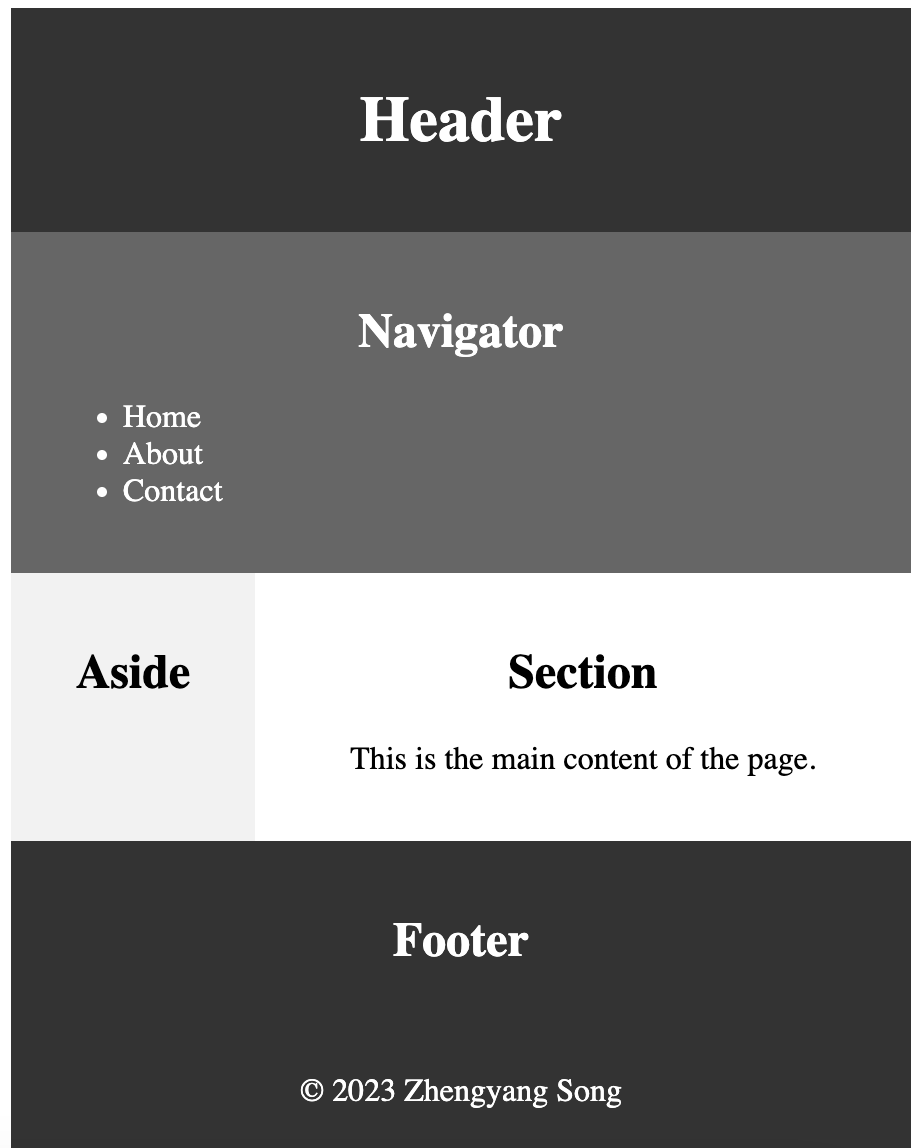 Header
Navigator
Home
About
Contact
Aside
Section
This is the main content of the page.
Footer
© 2023 Zhengyang Song